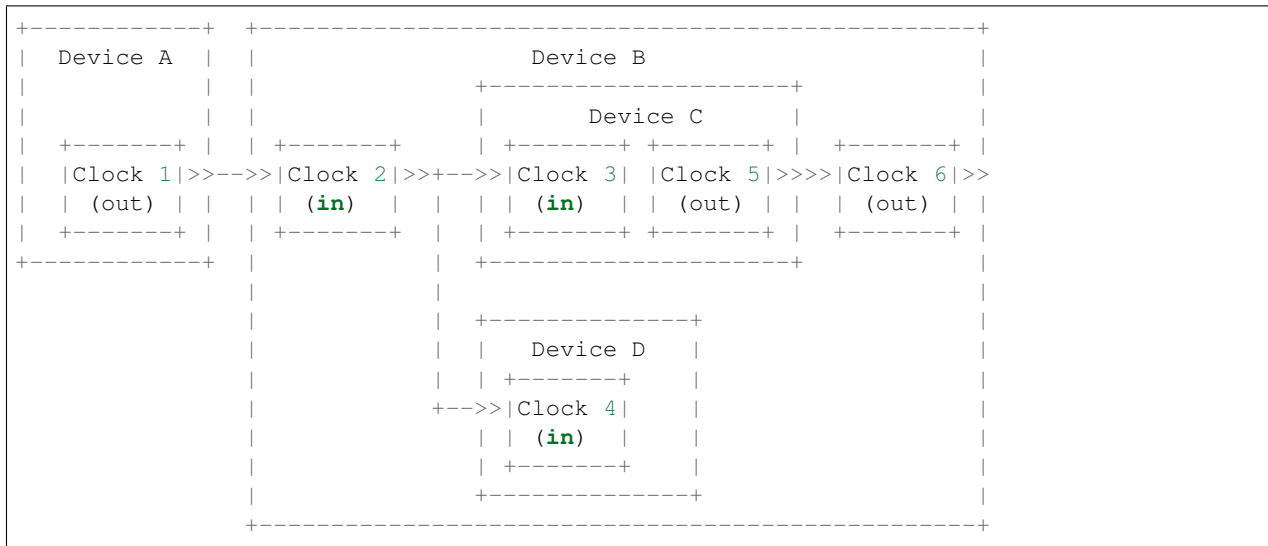 +------------+  +--------------------------------------------------+
|  Device A  |  |                   Device B                       |
|            |  |               +---------------------+            |
|            |  |               |       Device C      |            |
|  +-------+ |  | +-------+     | +-------+ +-------+ |  +-------+ |
|  |Clock 1|>>-->>|Clock 2|>>+-->>|Clock 3| |Clock 5|>>>>|Clock 6|>>
|  | (out) | |  | | (in)  |  |  | | (in)  | | (out) | |  | (out) | |
|  +-------+ |  | +-------+  |  | +-------+ +-------+ |  +-------+ |
+------------+  |            |  +---------------------+            |
                |            |                                     |
                |            |  +--------------+                   |
                |            |  |   Device D   |                   |
                |            |  | +-------+    |                   |
                |            +-->>|Clock 4|    |                   |
                |               | | (in)  |    |                   |
                |               | +-------+    |                   |
                |               +--------------+                   |
                +--------------------------------------------------+